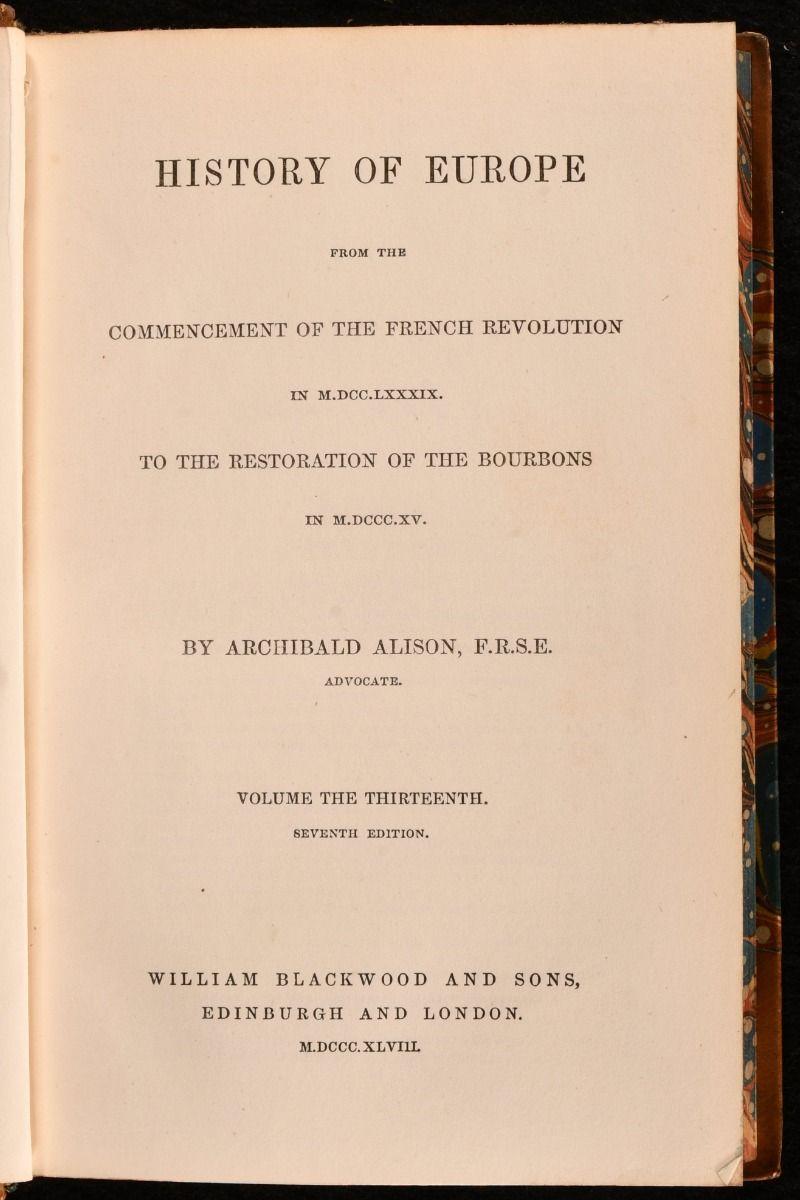 HISTORY OF EUROPE
FROM THE
COMMENCEMENT OF THE FRENCH REVOLUTION
IN M.DCC.LXXXIX.
TO THE RESTORATION OF THE BOURBONS
IN M.DCCC.XV.
BY ARCHIBALD ALISON, F.R.S.E.
ADVOCATE.
VOLUME THE THIRTEENTH.
SEVENTH EDITION.
WILLIAM BLACKWOOD AND SONS,
EDINBURGH AND LONDON.
M.DCCC.XLVIII.